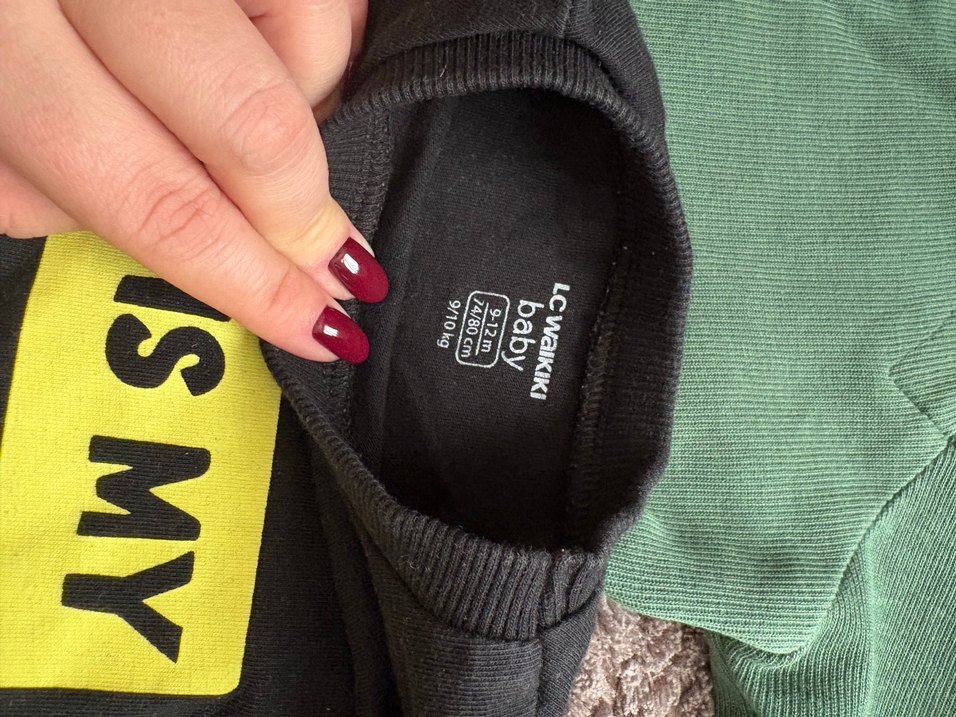 LC WAIKIKI
baby
9-12 m
74/80 cm
9/10 kg
IS MY